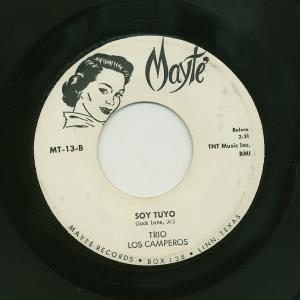 Mayté
MT-13-B
Bolero
2:31
TNT Music Inc.
BMI
SOY TUYO
(Jack Lane, Jr.)
TRIO
LOS CAMPEROS
MAYTE RECORDS • BOX 138 • LINN, TEXAS